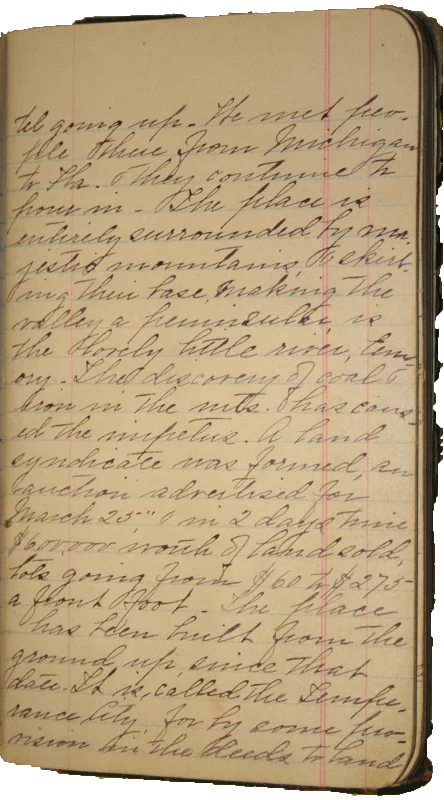 tel going up. We met peo-
ple there from Michigan
to Fla. They continue to
pour in. The place is
entirely surrounded by ma-
jestic mountains, & skirt-
ing their base, making the
valley a peninsula, is
the lovely little river, Em-
ory. The discovery of coal &
iron in the mts. has caus-
ed the impetus. A land
syndicate was formed, an
auction advertised for
March 25", & in 2 days time
$600,000 worth of land sold,
lots going from $60 to $275
a front foot. The place
has been built from the
ground up since that
date. It is called the Tempe-
rance City, for by some pro-
vision in the deeds to land